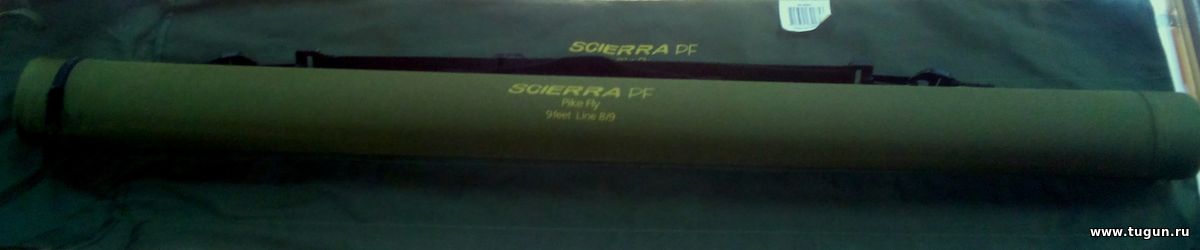 SCIERRA PF
SCIERRA PF
Pike Fly
9feet Line 8/9
www.tugun.ru